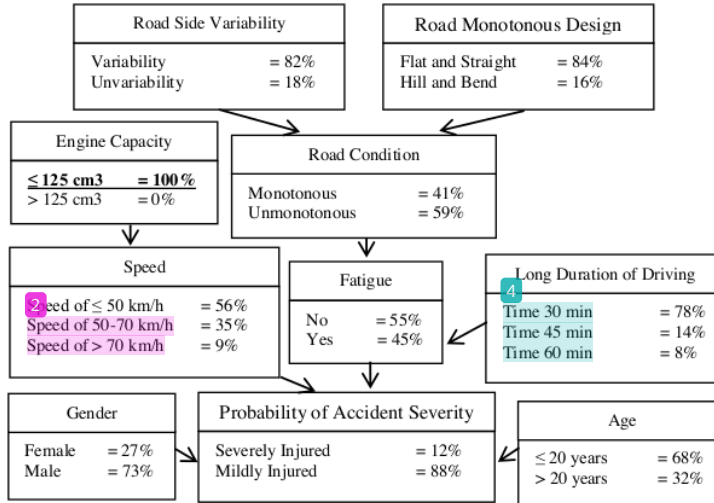 Road Side Variability
Variability = 82%
Unvariability = 18%
Road Monotonous Design
Flat and Straight = 84%
Hill and Bend = 16%
Engine Capacity
≤ 125 cm3 = 100%
> 125 cm3 = 0%
Road Condition
Monotonous = 41%
Unmonotonous = 59%
Speed
2
Speed of ≤ 50 km/h = 56%
Speed of 50-70 km/h = 35%
Speed of > 70 km/h = 9%
Fatigue
No = 55%
Yes = 45%
Long Duration of Driving
4
Time 30 min = 78%
Time 45 min = 14%
Time 60 min = 8%
Gender
Female = 27%
Male = 73%
Probability of Accident Severity
Severely Injured = 12%
Mildly Injured = 88%
Age
≤ 20 years = 68%
> 20 years = 32%